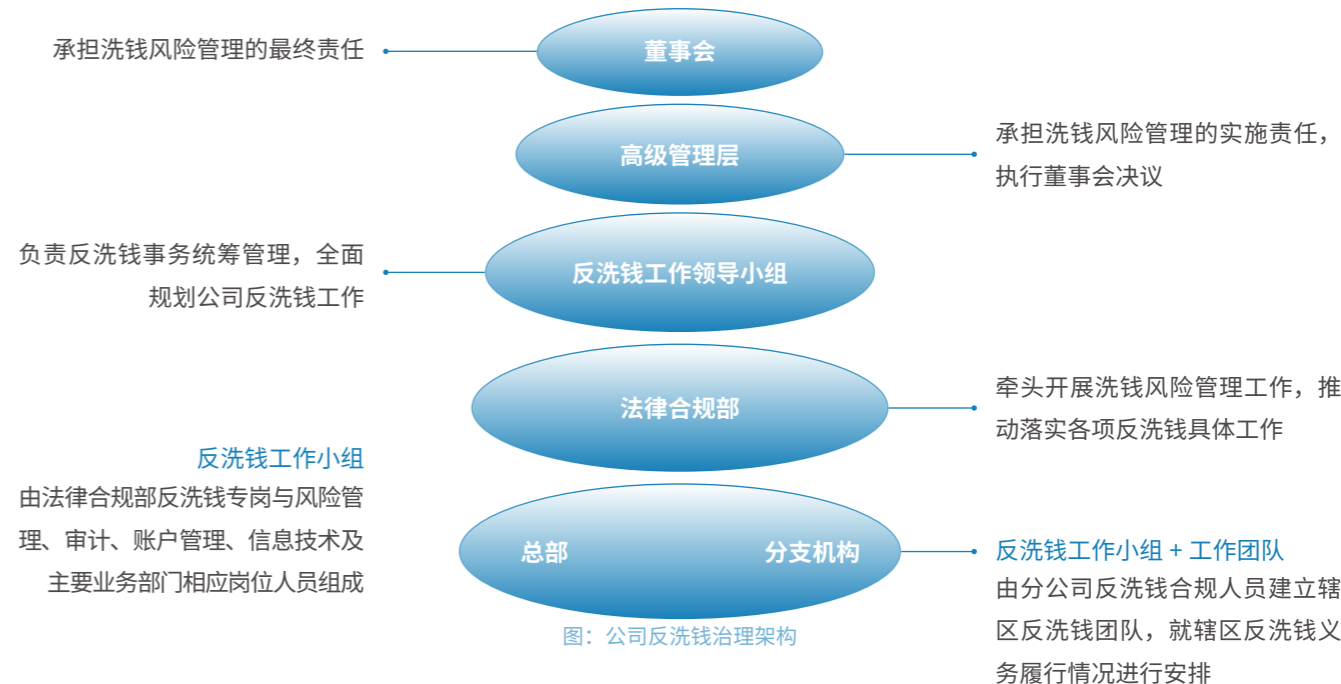 承担洗钱风险管理的最终责任
董事会
高级管理层
承担洗钱风险管理的实施责任，
执行董事会决议
负责反洗钱事务统筹管理，全面
规划公司反洗钱工作
反洗钱工作领导小组
法律合规部
牵头开展洗钱风险管理工作，推
动落实各项反洗钱具体工作
反洗钱工作小组
由法律合规部反洗钱专岗与风险管
理、审计、账户管理、信息技术及
主要业务部门相应岗位人员组成
总部
分支机构
反洗钱工作小组 + 工作团队
由分公司反洗钱合规人员建立辖
区反洗钱团队，就辖区反洗钱义
务履行情况进行安排
图：公司反洗钱治理架构